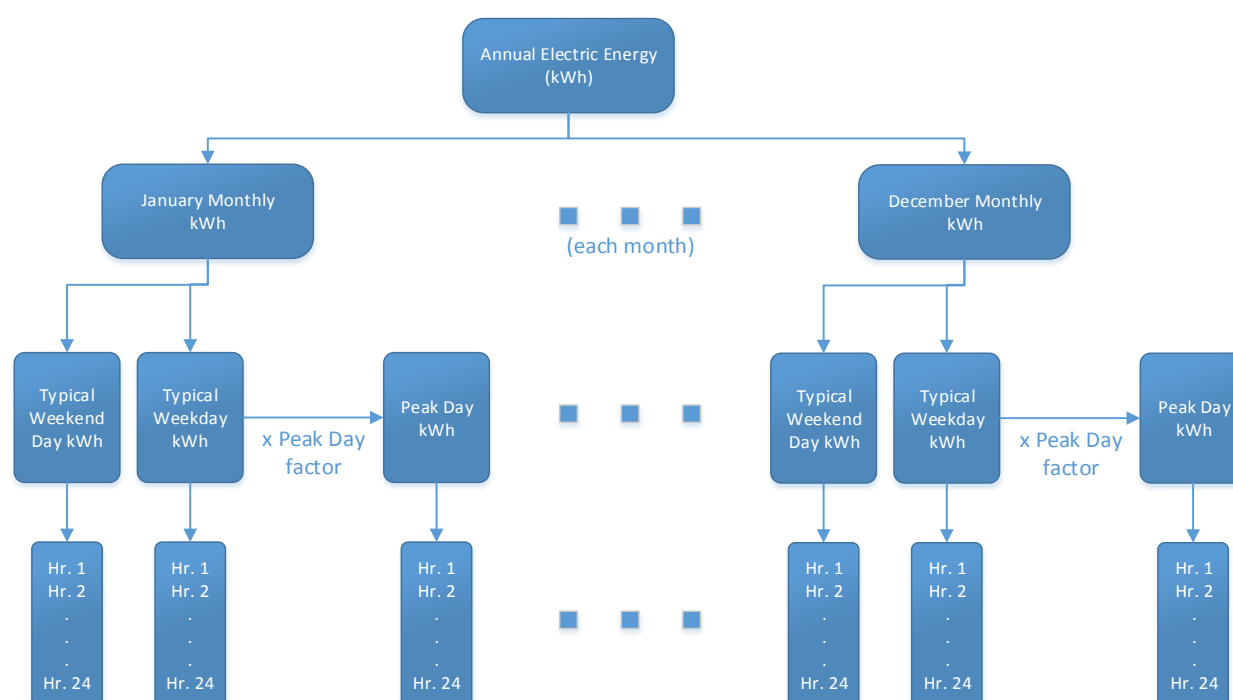 Annual Electric Energy
(kWh)
January Monthly
kWh
(each month)
December Monthly
kWh
Typical
Weekend
Day kWh
Typical
Weekday
kWh
x Peak Day
factor
Peak Day
kWh
Typical
Weekend
Day kWh
Typical
Weekday
kWh
x Peak Day
factor
Peak Day
kWh
Hr. 1
Hr. 2
.
.
.
Hr. 24
Hr. 1
Hr. 2
.
.
.
Hr. 24
Hr. 1
Hr. 2
.
.
.
Hr. 24
Hr. 1
Hr. 2
.
.
.
Hr. 24
Hr. 1
Hr. 2
.
.
.
Hr. 24
Hr. 1
Hr. 2
.
.
.
Hr. 24